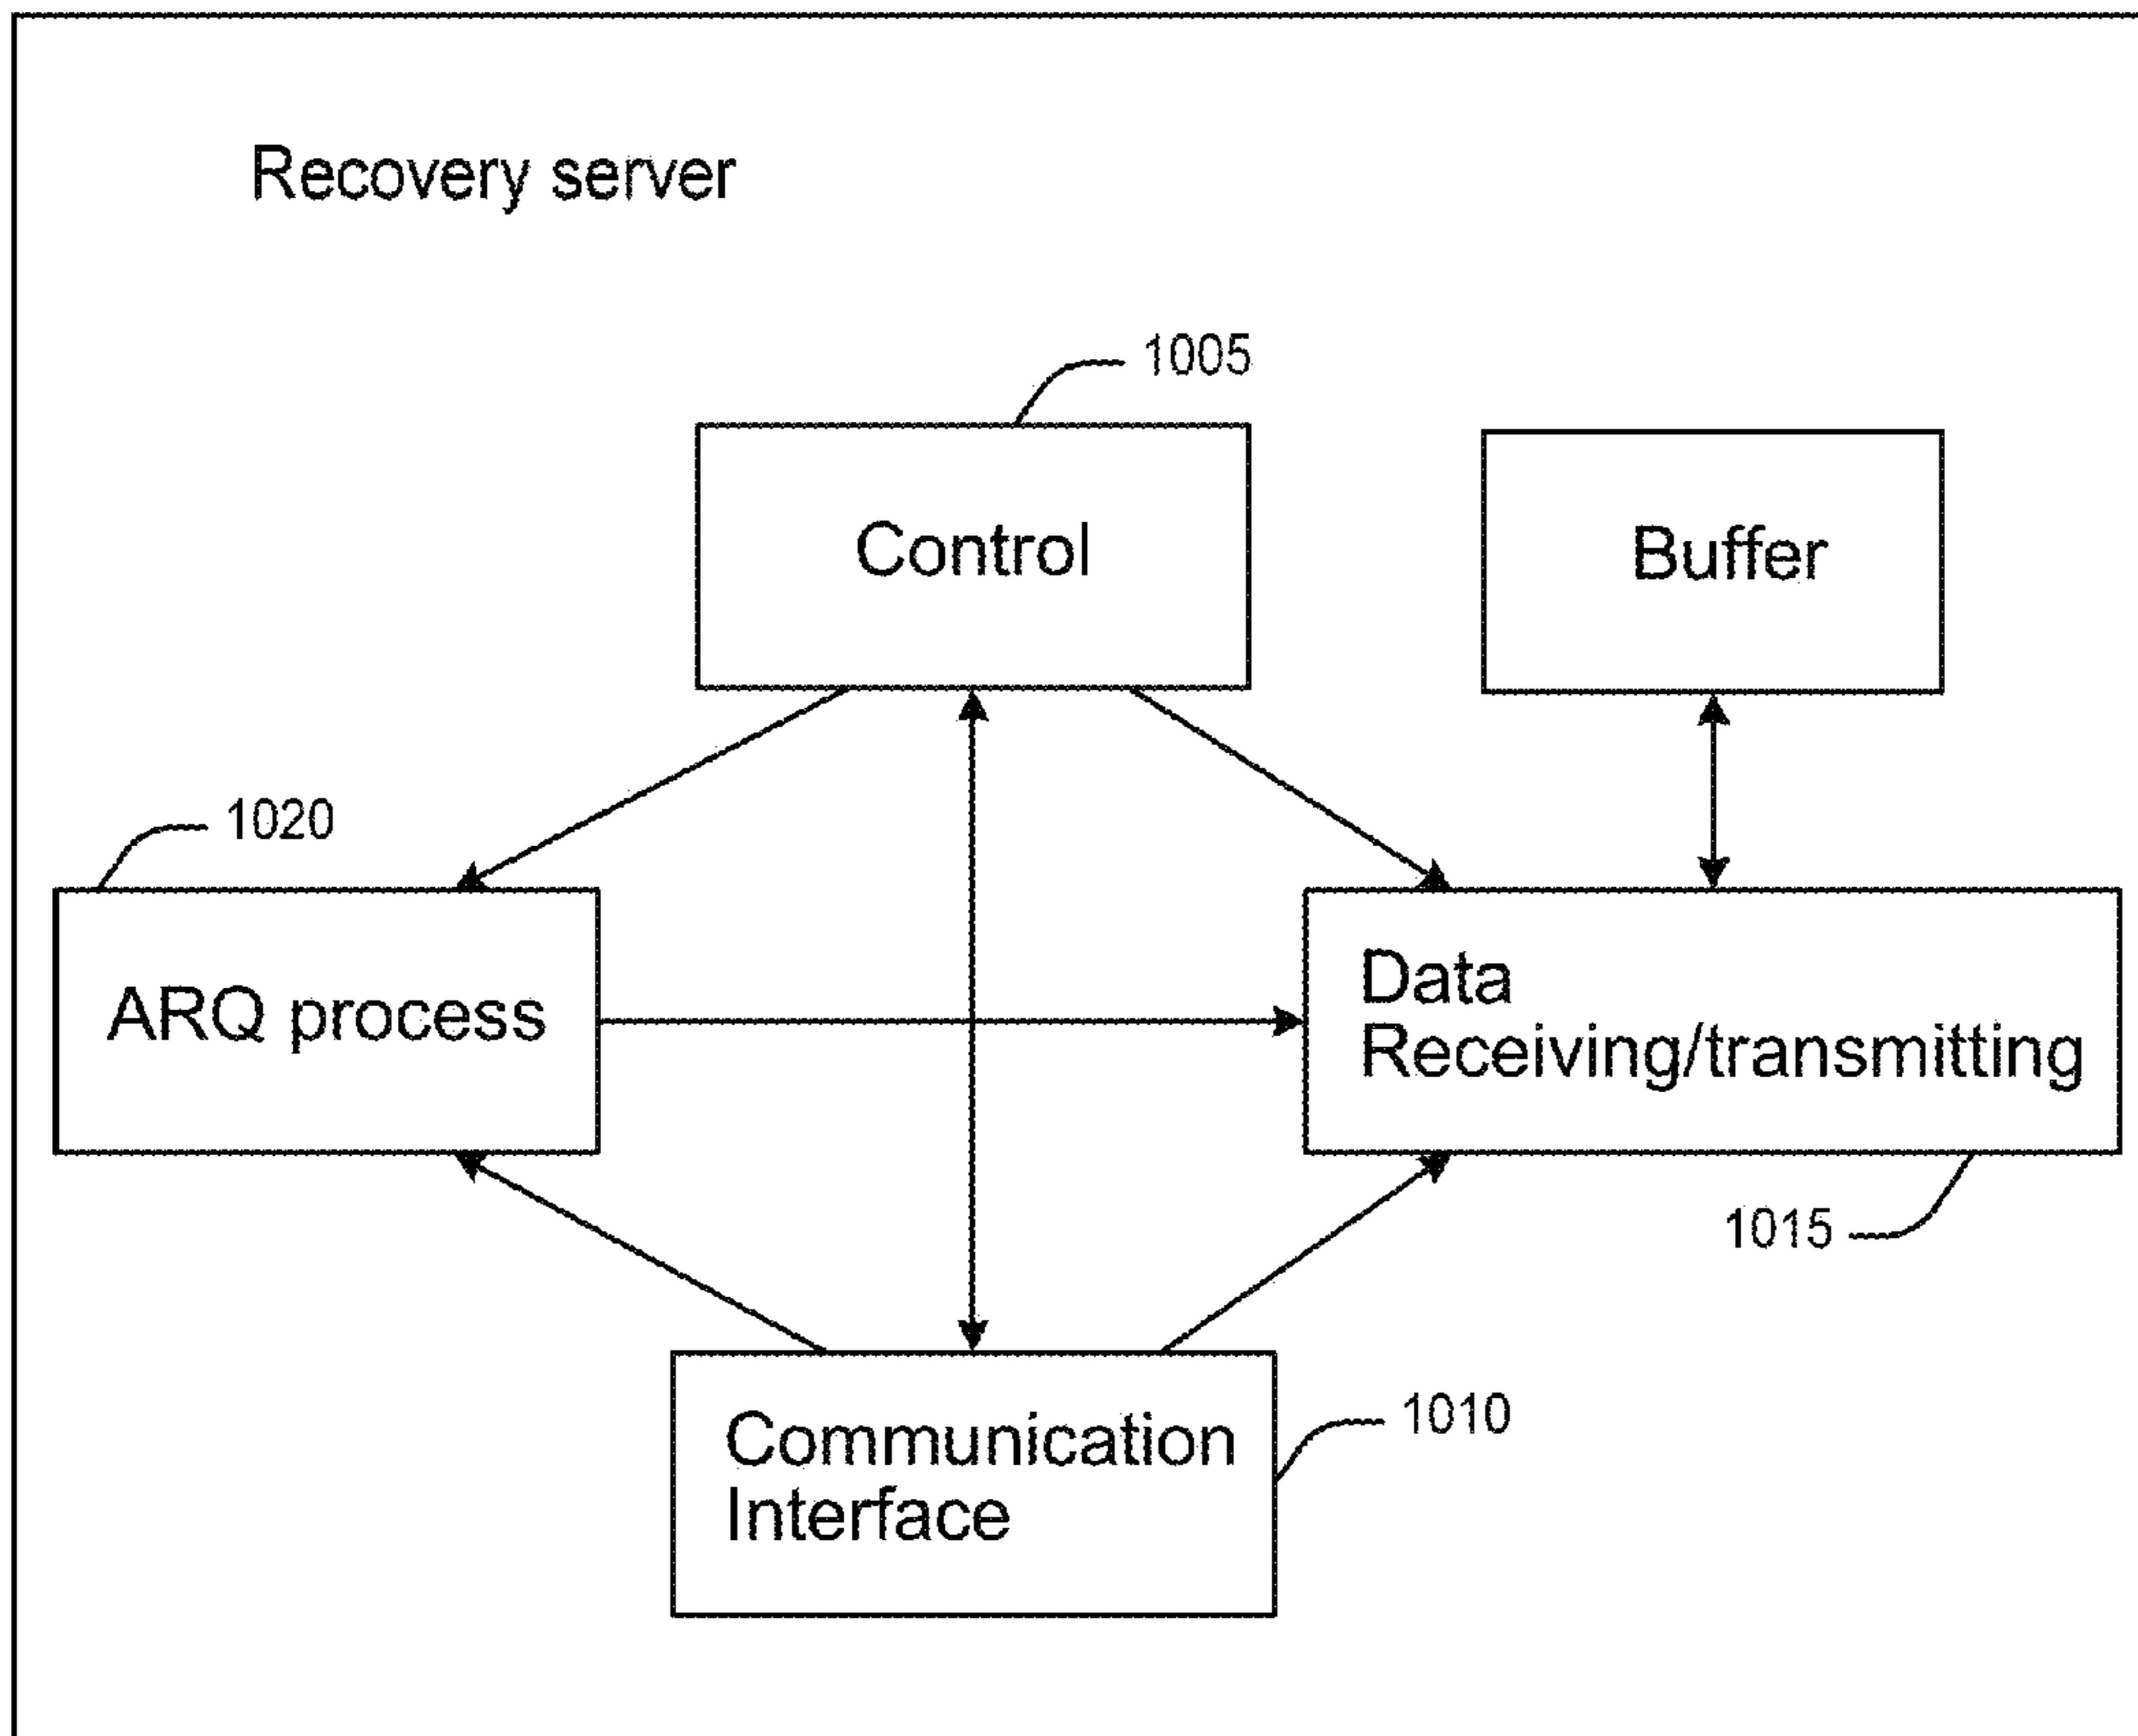 Recovery server
1005
Control
Buffer
1020
ARQ process
Data
Receiving/transmitting
1015
Communication
Interface
1010